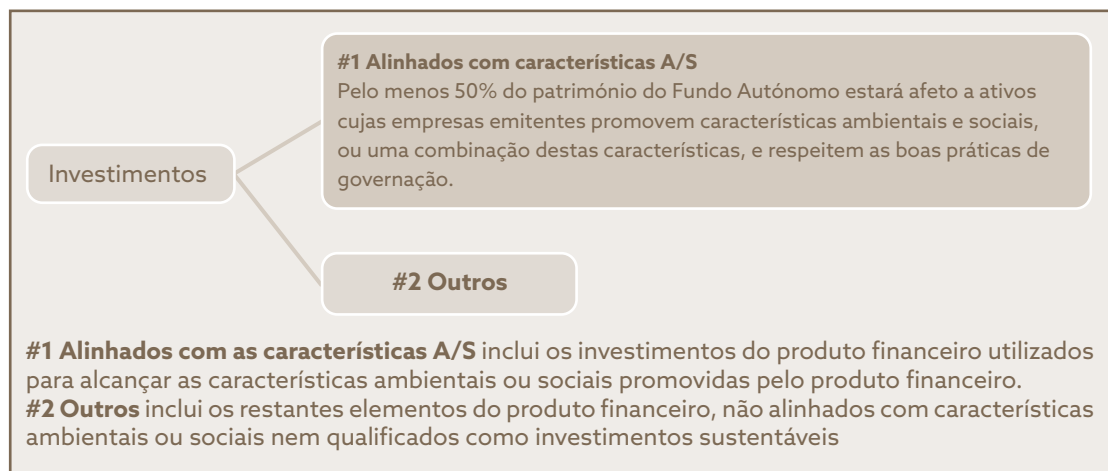 #1 Alinhados com características A/S
Pelo menos 50% do património do Fundo Autónomo estará afeto a ativos
cujas empresas emitentes promovem características ambientais e sociais,
ou uma combinação destas características, e respeitem as boas práticas de
governação.
Investimentos
#2 Outros
#1 Alinhados com as características A/S inclui os investimentos do produto financeiro utilizados
para alcançar as características ambientais ou sociais promovidas pelo produto financeiro.
#2 Outros inclui os restantes elementos do produto financeiro, não alinhados com características
ambientais ou sociais nem qualificados como investimentos sustentáveis